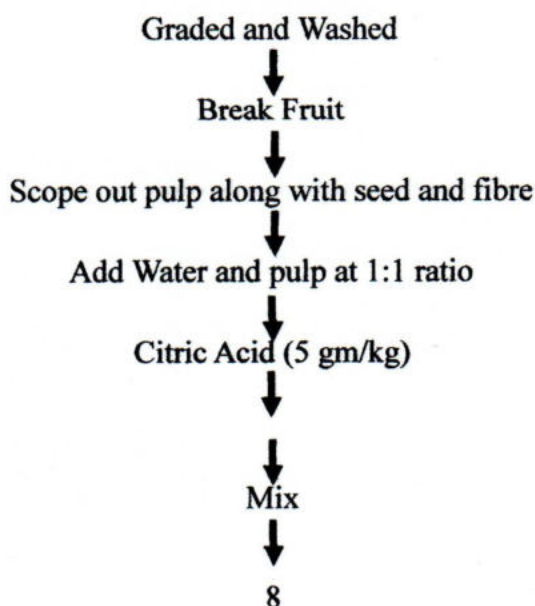 Graded and Washed
Break Fruit
Scope out pulp along with seed and fibre
Add Water and pulp at 1:1 ratio
Citric Acid (5 gm/kg)
Mix
8